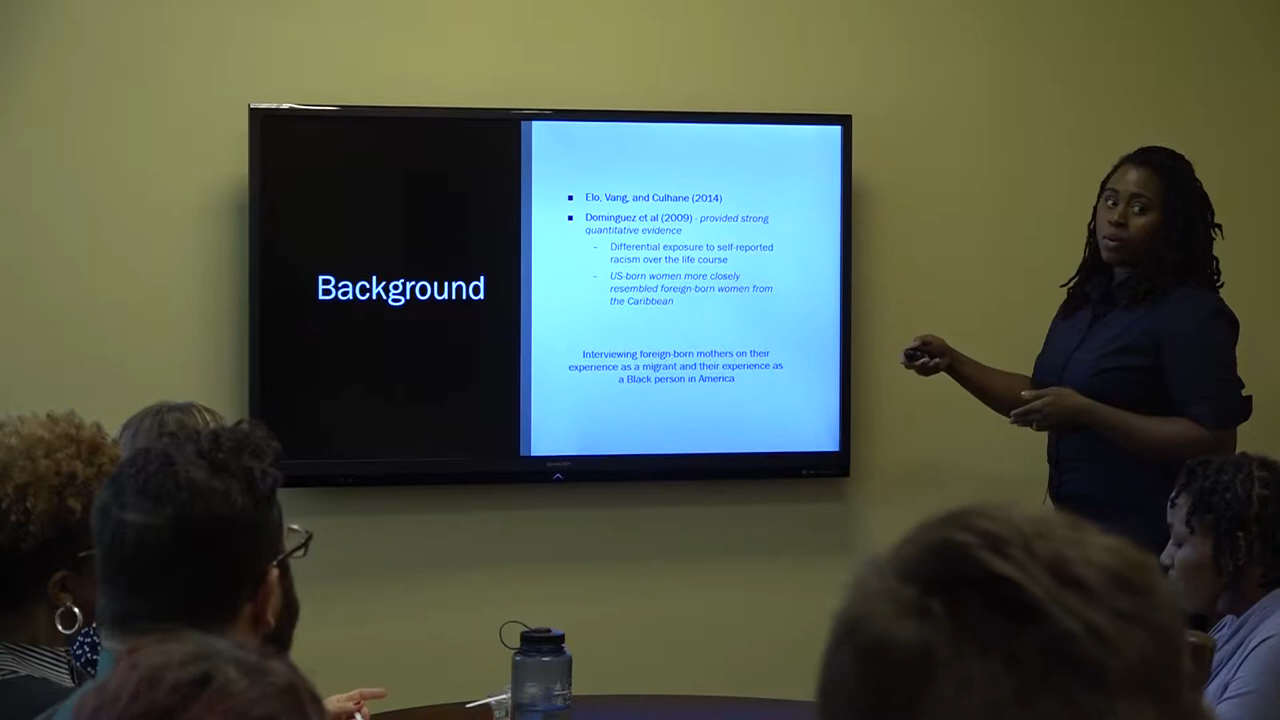 Background
Elo, Vang, and Culhane (2014)
Dominguez et al (2009) - provided strong
quantitative evidence
– Differential exposure to self-reported
racism over the life course
– US-born women more closely
resembled foreign-born women from
the Caribbean
Interviewing foreign-born mothers on their
experience as a migrant and their experience as
a Black person in America
SHARP